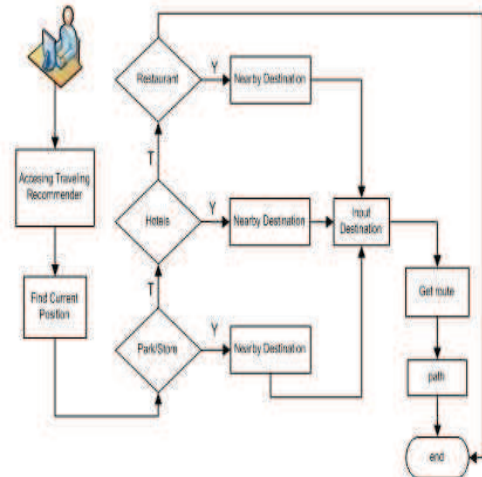 Restaurant
Y
Nearby Destination
T
Accesing Traveling
Recommender
Hotels
Y
Nearby Destination
Input
Destination
T
Find Current
Position
Get route
Park/Store
Y
Nearby Destination
path
end